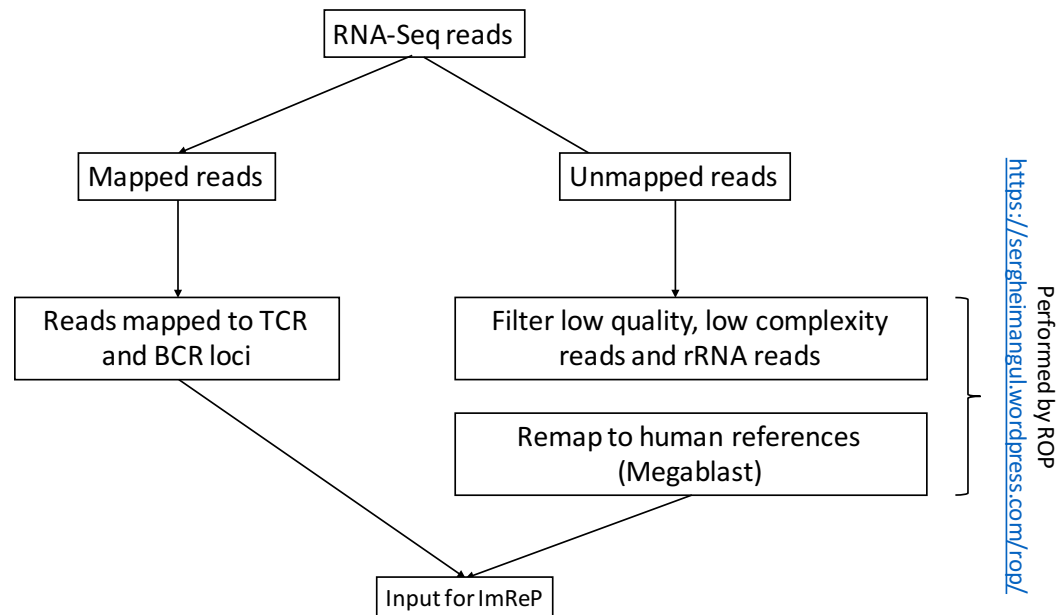 RNA-Seq reads
Mapped reads
Unmapped reads
Reads mapped to TCR
and BCR loci
Filter low quality, low complexity
reads and rRNA reads
Remap to human references
(Megablast)
Input for ImReP
Performed by ROP
https://sergheimangul.wordpress.com/rop/